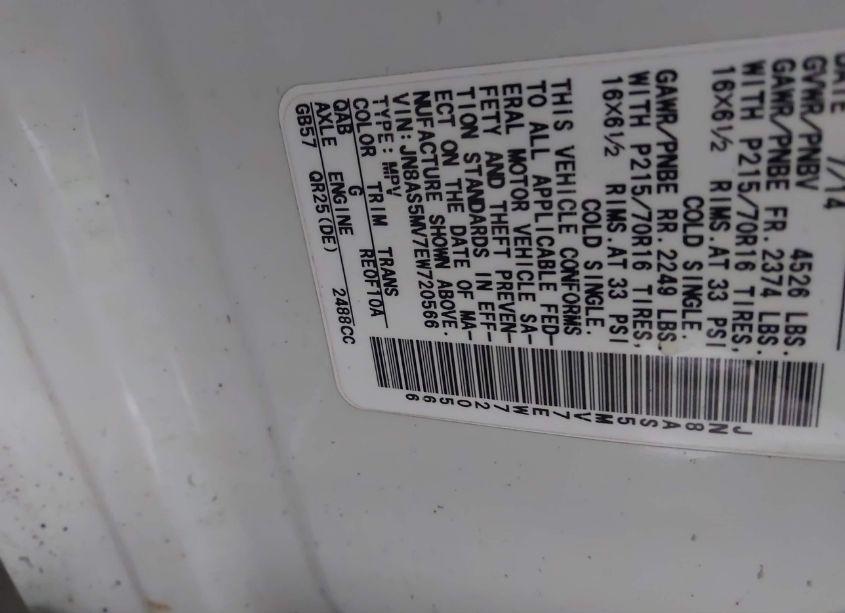 DATE 7/14
GVWR/PNBV 4526 LBS.
GAWR/PNBE FR. 2374 LBS.
WITH P215/70R16 TIRES,
16X6½ RIMS. AT 33 PSI
COLD SINGLE.
GAWR/PNBE RR. 2249 LBS.
WITH P215/70R16 TIRES,
16X6½ RIMS. AT 33 PSI
COLD SINGLE.
THIS VEHICLE CONFORMS
TO ALL APPLICABLE FED-
ERAL MOTOR VEHICLE SA-
FETY AND THEFT PREVEN-
TION STANDARDS IN EFF-
ECT ON THE DATE OF MA-
NUFACTURE SHOWN ABOVE.
VIN: JN8AS5MV7EW720566
TYPE: MPV
COLOR TRIM TRANS
QAB G RE0F10A
AXLE ENGINE
GB57 QR25(DE) 2488CC
JN8AS5MV7EW720566